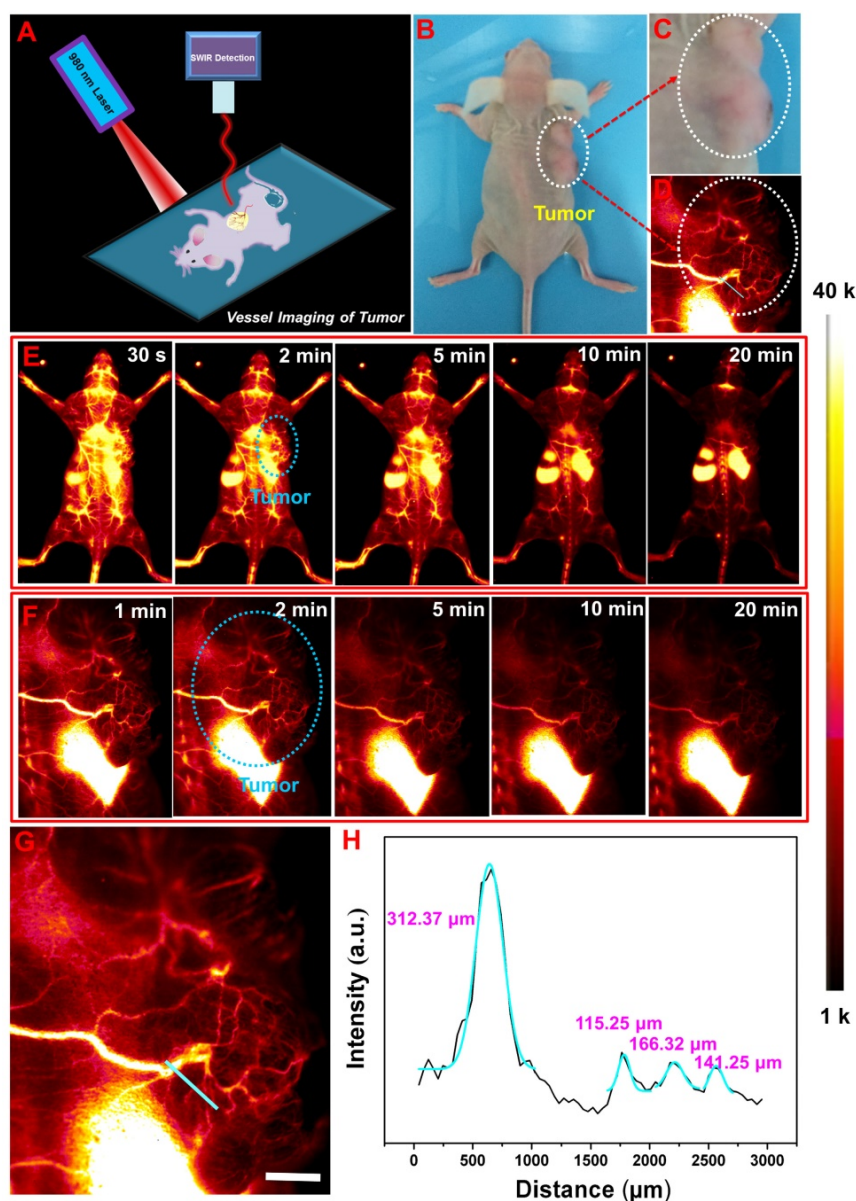 A
980 nm Laser
SWIR Detection
Vessel Imaging of Tumor
B
Tumor
C
D
40 k
1 k
E
30 s
2 min
5 min
10 min
20 min
Tumor
F
1 min
2 min
5 min
10 min
20 min
Tumor
G
H
312.37 µm
115.25 µm
166.32 µm
141.25 µm
Intensity (a.u.)
0
500
1000
1500
2000
2500
3000
Distance (µm)